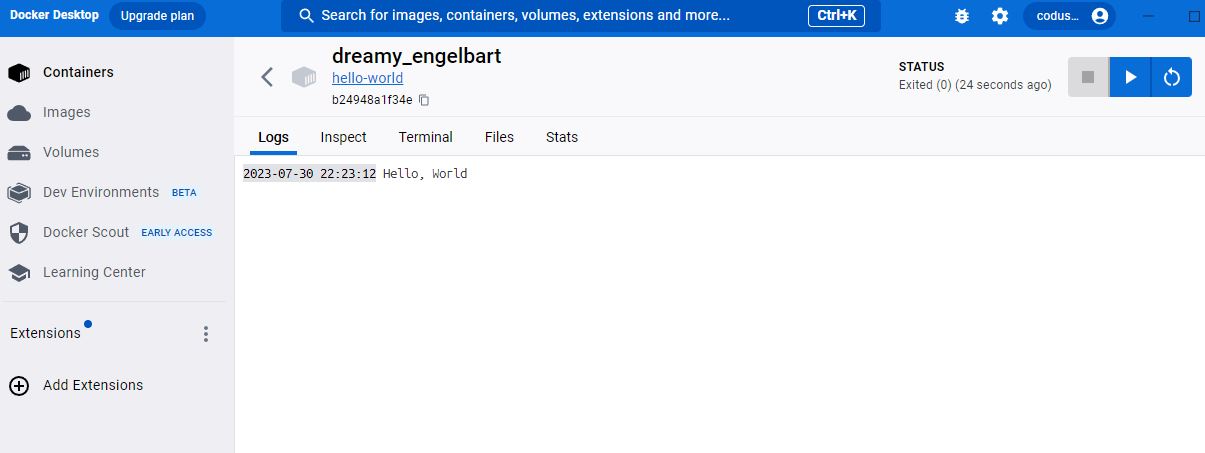 Docker Desktop Upgrade plan Search for images, containers, volumes, extensions and more... Ctrl+K codus...
Containers
Images
Volumes
Dev Environments BETA
Docker Scout EARLY ACCESS
Learning Center
Extensions
Add Extensions
dreamy_engelbart
hello-world
b24948a1f34e
STATUS
Exited (0) (24 seconds ago)
Logs Inspect Terminal Files Stats
2023-07-30 22:23:12 Hello, World